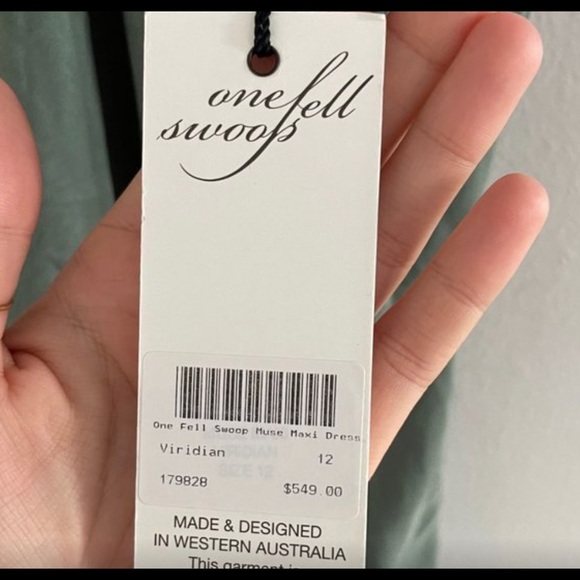 one fell
swoop
One Fell Swoop Muse Maxi Dress
Viridian 12
179828 $549.00
MADE & DESIGNED
IN WESTERN AUSTRALIA
This garment